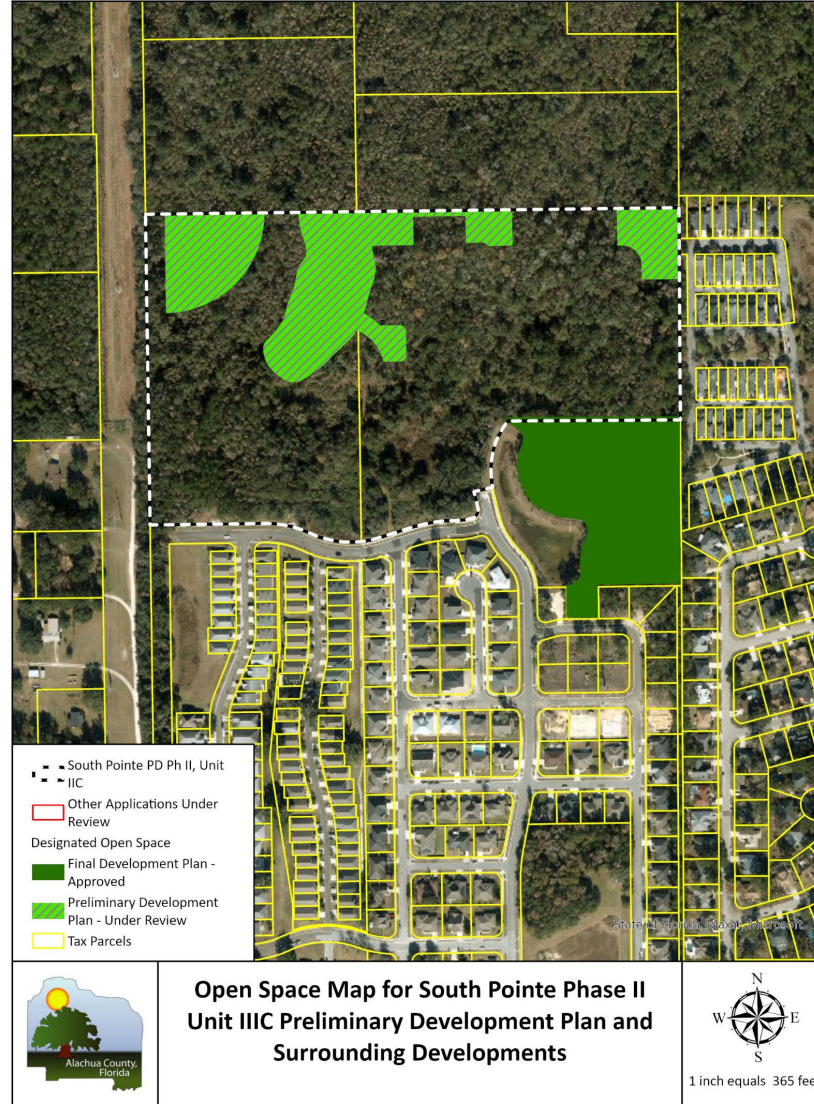 South Pointe PD Ph II, Unit
IIC
Other Applications Under
Review
Designated Open Space
Final Development Plan -
Approved
Preliminary Development
Plan - Under Review
Tax Parcels
State of Florida, Maxar, Microsoft
Alachua County,
Florida
Open Space Map for South Pointe Phase II
Unit IIIC Preliminary Development Plan and
Surrounding Developments
N
W E
S
1 inch equals 365 fee